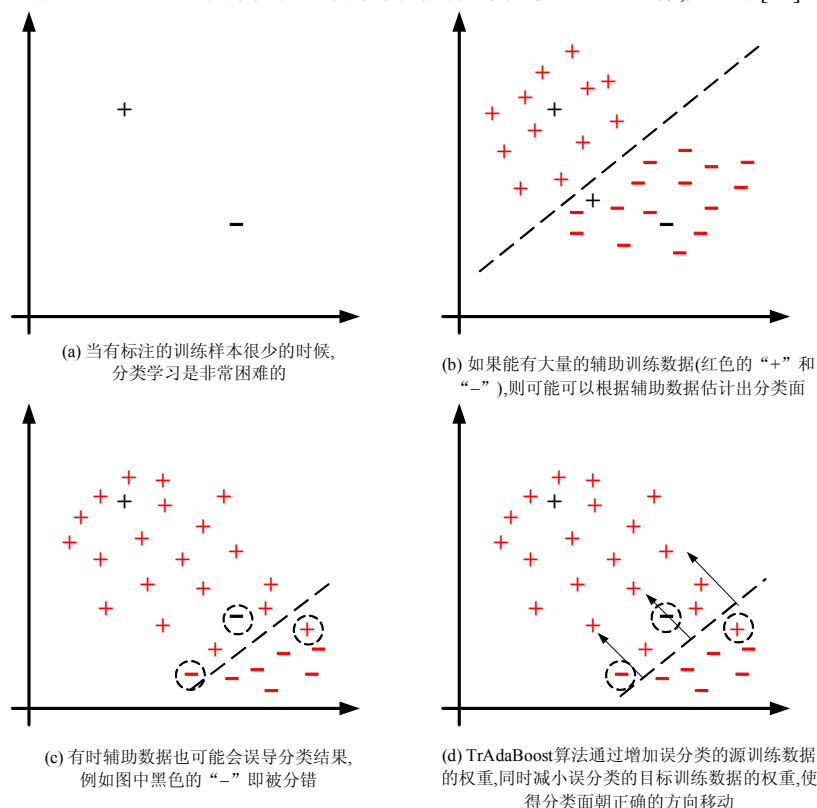 (a) 当有标注的训练样本很少的时候,
分类学习是非常困难的
(b) 如果能有大量的辅助训练数据(红色的“+”和
“−”),则可能可以根据辅助数据估计出分类面
(c) 有时辅助数据也可能会误导分类结果,
例如图中黑色的“−”即被分错
(d) TrAdaBoost算法通过增加误分类的源训练数据
的权重,同时减小误分类的目标训练数据的权重,使
得分类面朝正确的方向移动